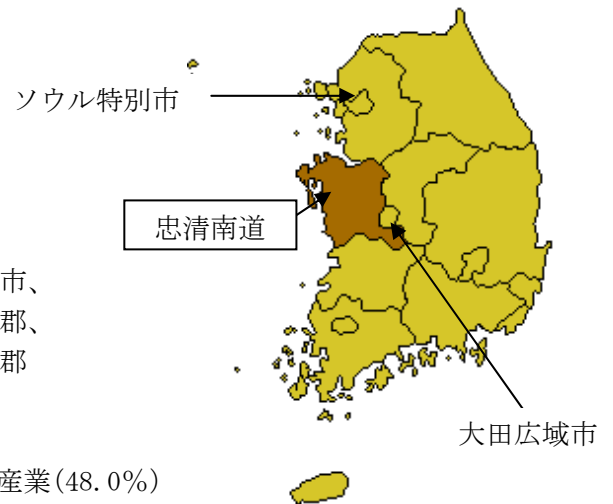 ソウル特別市
忠清南道
市、
郡、
郡
大田広域市
産業(48.0%)